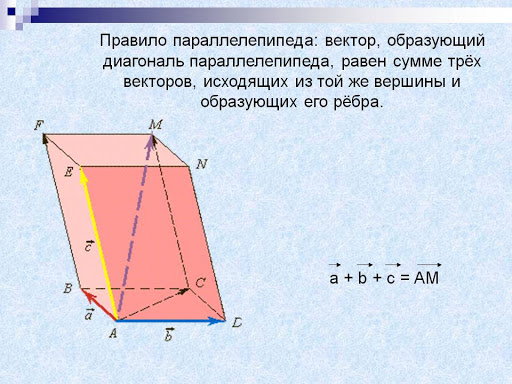 Правило параллелепипеда: вектор, образующий
диагональ параллелепипеда, равен сумме трёх
векторов, исходящих из той же вершины и
образующих его рёбра.
F
M
E
N
c
B
C
a
A
b
D
a + b + c = AM